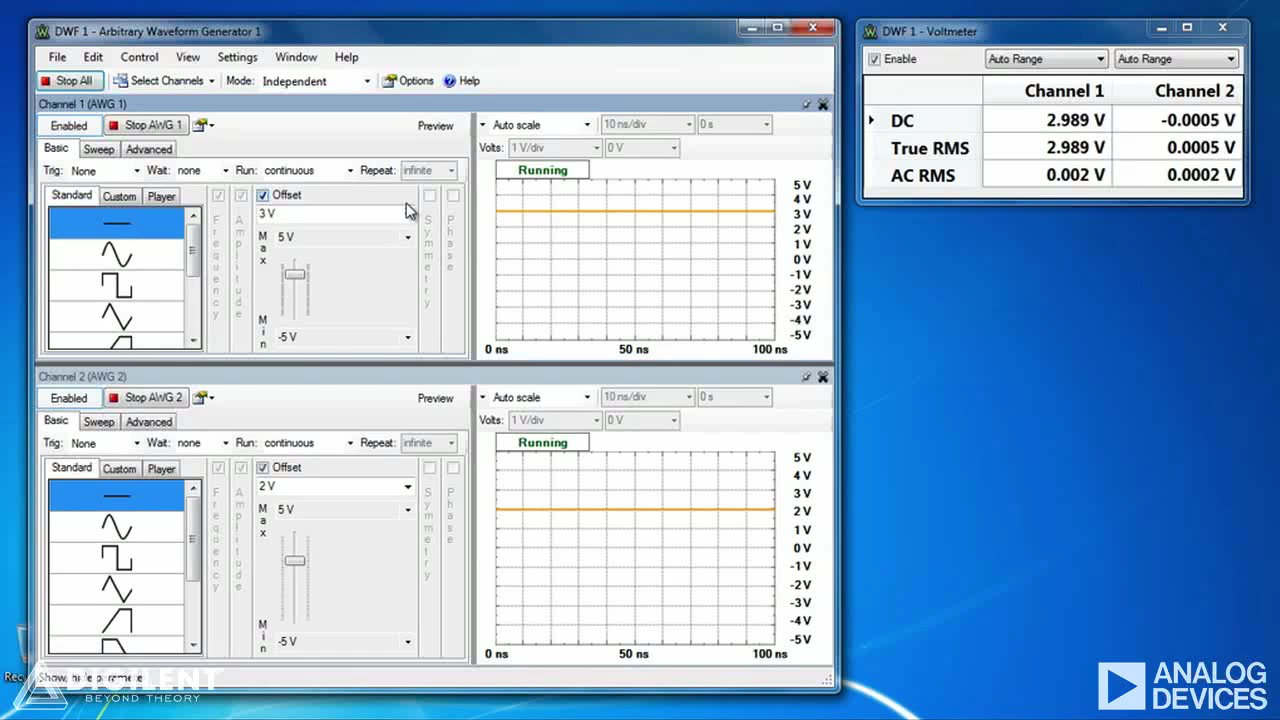 DWF 1 - Arbitrary Waveform Generator 1
File Edit Control View Settings Window Help
Stop All Select Channels Mode: Independent Options Help
Channel 1 (AWG 1)
Enabled Stop AWG 1 Preview
Basic Sweep Advanced
Trig: None Wait: none Run: continuous Repeat: infinite
Standard Custom Player
Frequency
Amplitude
Offset
3 V
Max
5 V
Min
-5 V
Symmetry
Phase
Auto scale 10 ns/div 0 s
Volts: 1 V/div 0 V
Running
5 V
4 V
3 V
2 V
1 V
0 V
-1 V
-2 V
-3 V
-4 V
-5 V
0 ns 50 ns 100 ns
Channel 2 (AWG 2)
Enabled Stop AWG 2 Preview
Basic Sweep Advanced
Trig: None Wait: none Run: continuous Repeat: infinite
Standard Custom Player
Frequency
Amplitude
Offset
2 V
Max
5 V
Min
-5 V
Symmetry
Phase
Auto scale 10 ns/div 0 s
Volts: 1 V/div 0 V
Running
5 V
4 V
3 V
2 V
1 V
0 V
-1 V
-2 V
-3 V
-4 V
-5 V
0 ns 50 ns 100 ns
Show, hide parameter
DWF 1 - Voltmeter
Enable Auto Range Auto Range
Channel 1 Channel 2
DC 2.989 V -0.0005 V
True RMS 2.989 V 0.0005 V
AC RMS 0.002 V 0.0002 V
Rec
DIGILENT
BEYOND THEORY
ANALOG
DEVICES